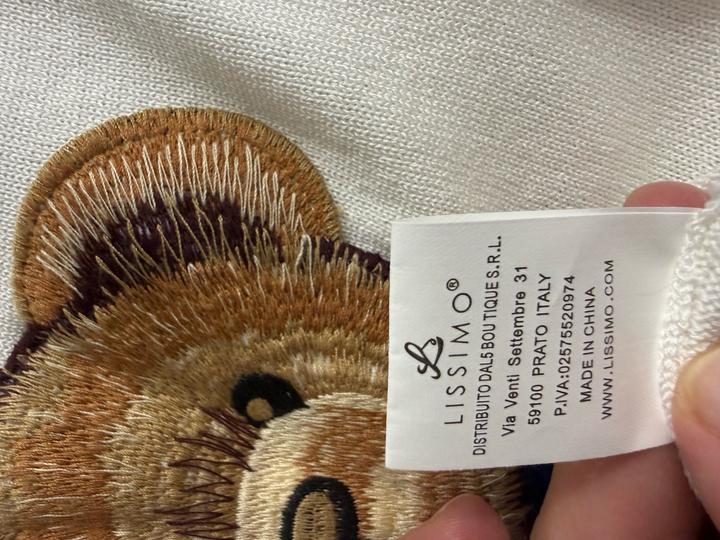 LISSIMO®
DISTRIBUITO DAL5 BOUTIQUE S.R.L.
Via Venti Settembre 31
59100 PRATO ITALY
P.IVA:02575520974
MADE IN CHINA
WWW.LISSIMO.COM